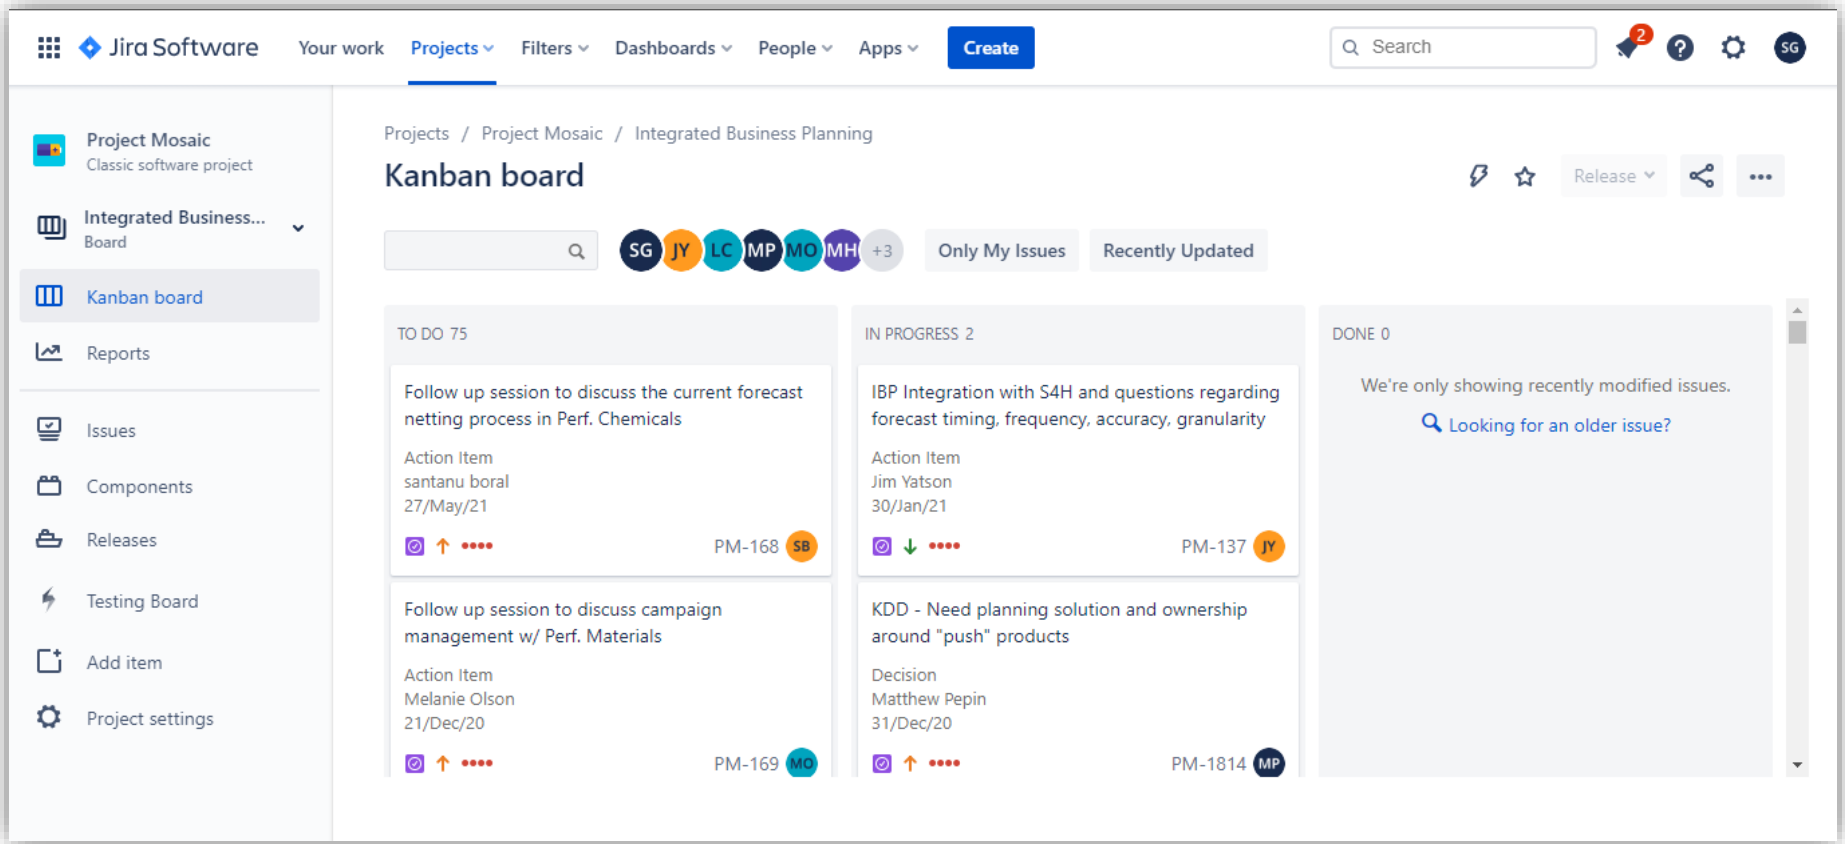 Jira Software
Your work
Projects
Filters
Dashboards
People
Apps
Create
Search
2
SG
Project Mosaic
Classic software project
Integrated Business...
Board
Kanban board
Reports
Issues
Components
Releases
Testing Board
Add item
Project settings
Projects / Project Mosaic / Integrated Business Planning
Kanban board
Release
SG JY LC MP MO MH +3
Only My Issues
Recently Updated
TO DO 75
Follow up session to discuss the current forecast
netting process in Perf. Chemicals
Action Item
santanu boral
27/May/21
PM-168 SB
Follow up session to discuss campaign
management w/ Perf. Materials
Action Item
Melanie Olson
21/Dec/20
PM-169 MO
IN PROGRESS 2
IBP Integration with S4H and questions regarding
forecast timing, frequency, accuracy, granularity
Action Item
Jim Yatson
30/Jan/21
PM-137 JY
KDD - Need planning solution and ownership
around "push" products
Decision
Matthew Pepin
31/Dec/20
PM-1814 MP
DONE 0
We're only showing recently modified issues.
Looking for an older issue?